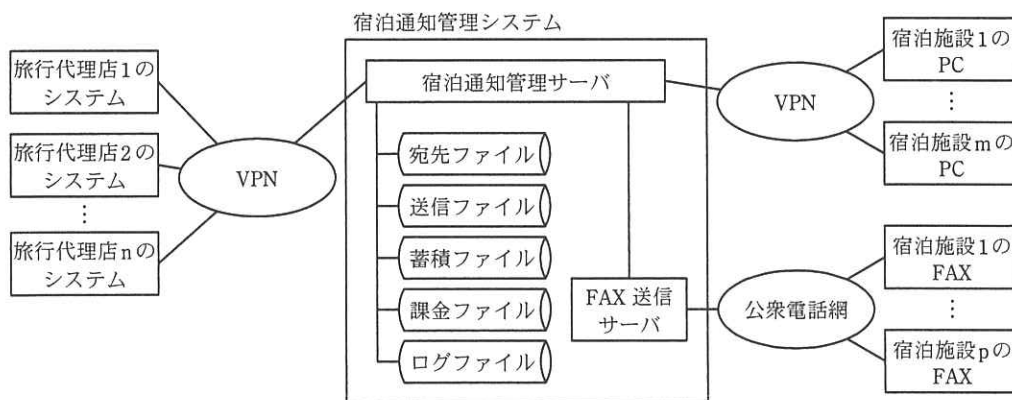 宿泊通知管理システム
旅行代理店1の
システム
旅行代理店2の
システム
⋮
旅行代理店nの
システム
VPN
宿泊通知管理サーバ
宛先ファイル
送信ファイル
蓄積ファイル
課金ファイル
ログファイル
FAX 送信
サーバ
VPN
宿泊施設1の
PC
⋮
宿泊施設mの
PC
公衆電話網
宿泊施設1の
FAX
⋮
宿泊施設pの
FAX